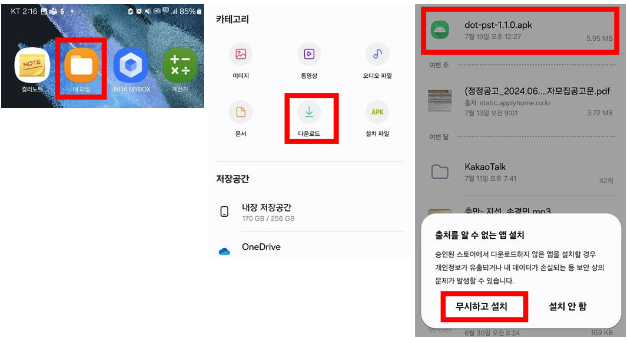 KT 2:16
85%
NOTE
컬러노트
내 파일
네이버 MYBOX
계산기
카테고리
이미지
동영상
오디오 파일
문서
다운로드
APK
설치 파일
저장공간
내장 저장공간
170 GB / 256 GB
OneDrive
dot-pst-1.1.0.apk
7월 19일 오후 12:27
5.95 MB
이번 주
(정정공고_2024.06....자모집공고문.pdf
출처: static.applyhome.co.kr
7월 13일 오후 9:01
3.72 MB
이번 달
KakaoTalk
7월 11일 오후 7:41
42개
출처를 알 수 없는 앱 설치
승인된 스토어에서 다운로드하지 않은 앱을 설치할 경우
개인정보가 유출되거나 내 데이터가 손실되는 등 보안 상의
문제가 발생할 수 있습니다.
무시하고 설치
설치 안 함
6월 30일 오전 8:24
169 KB